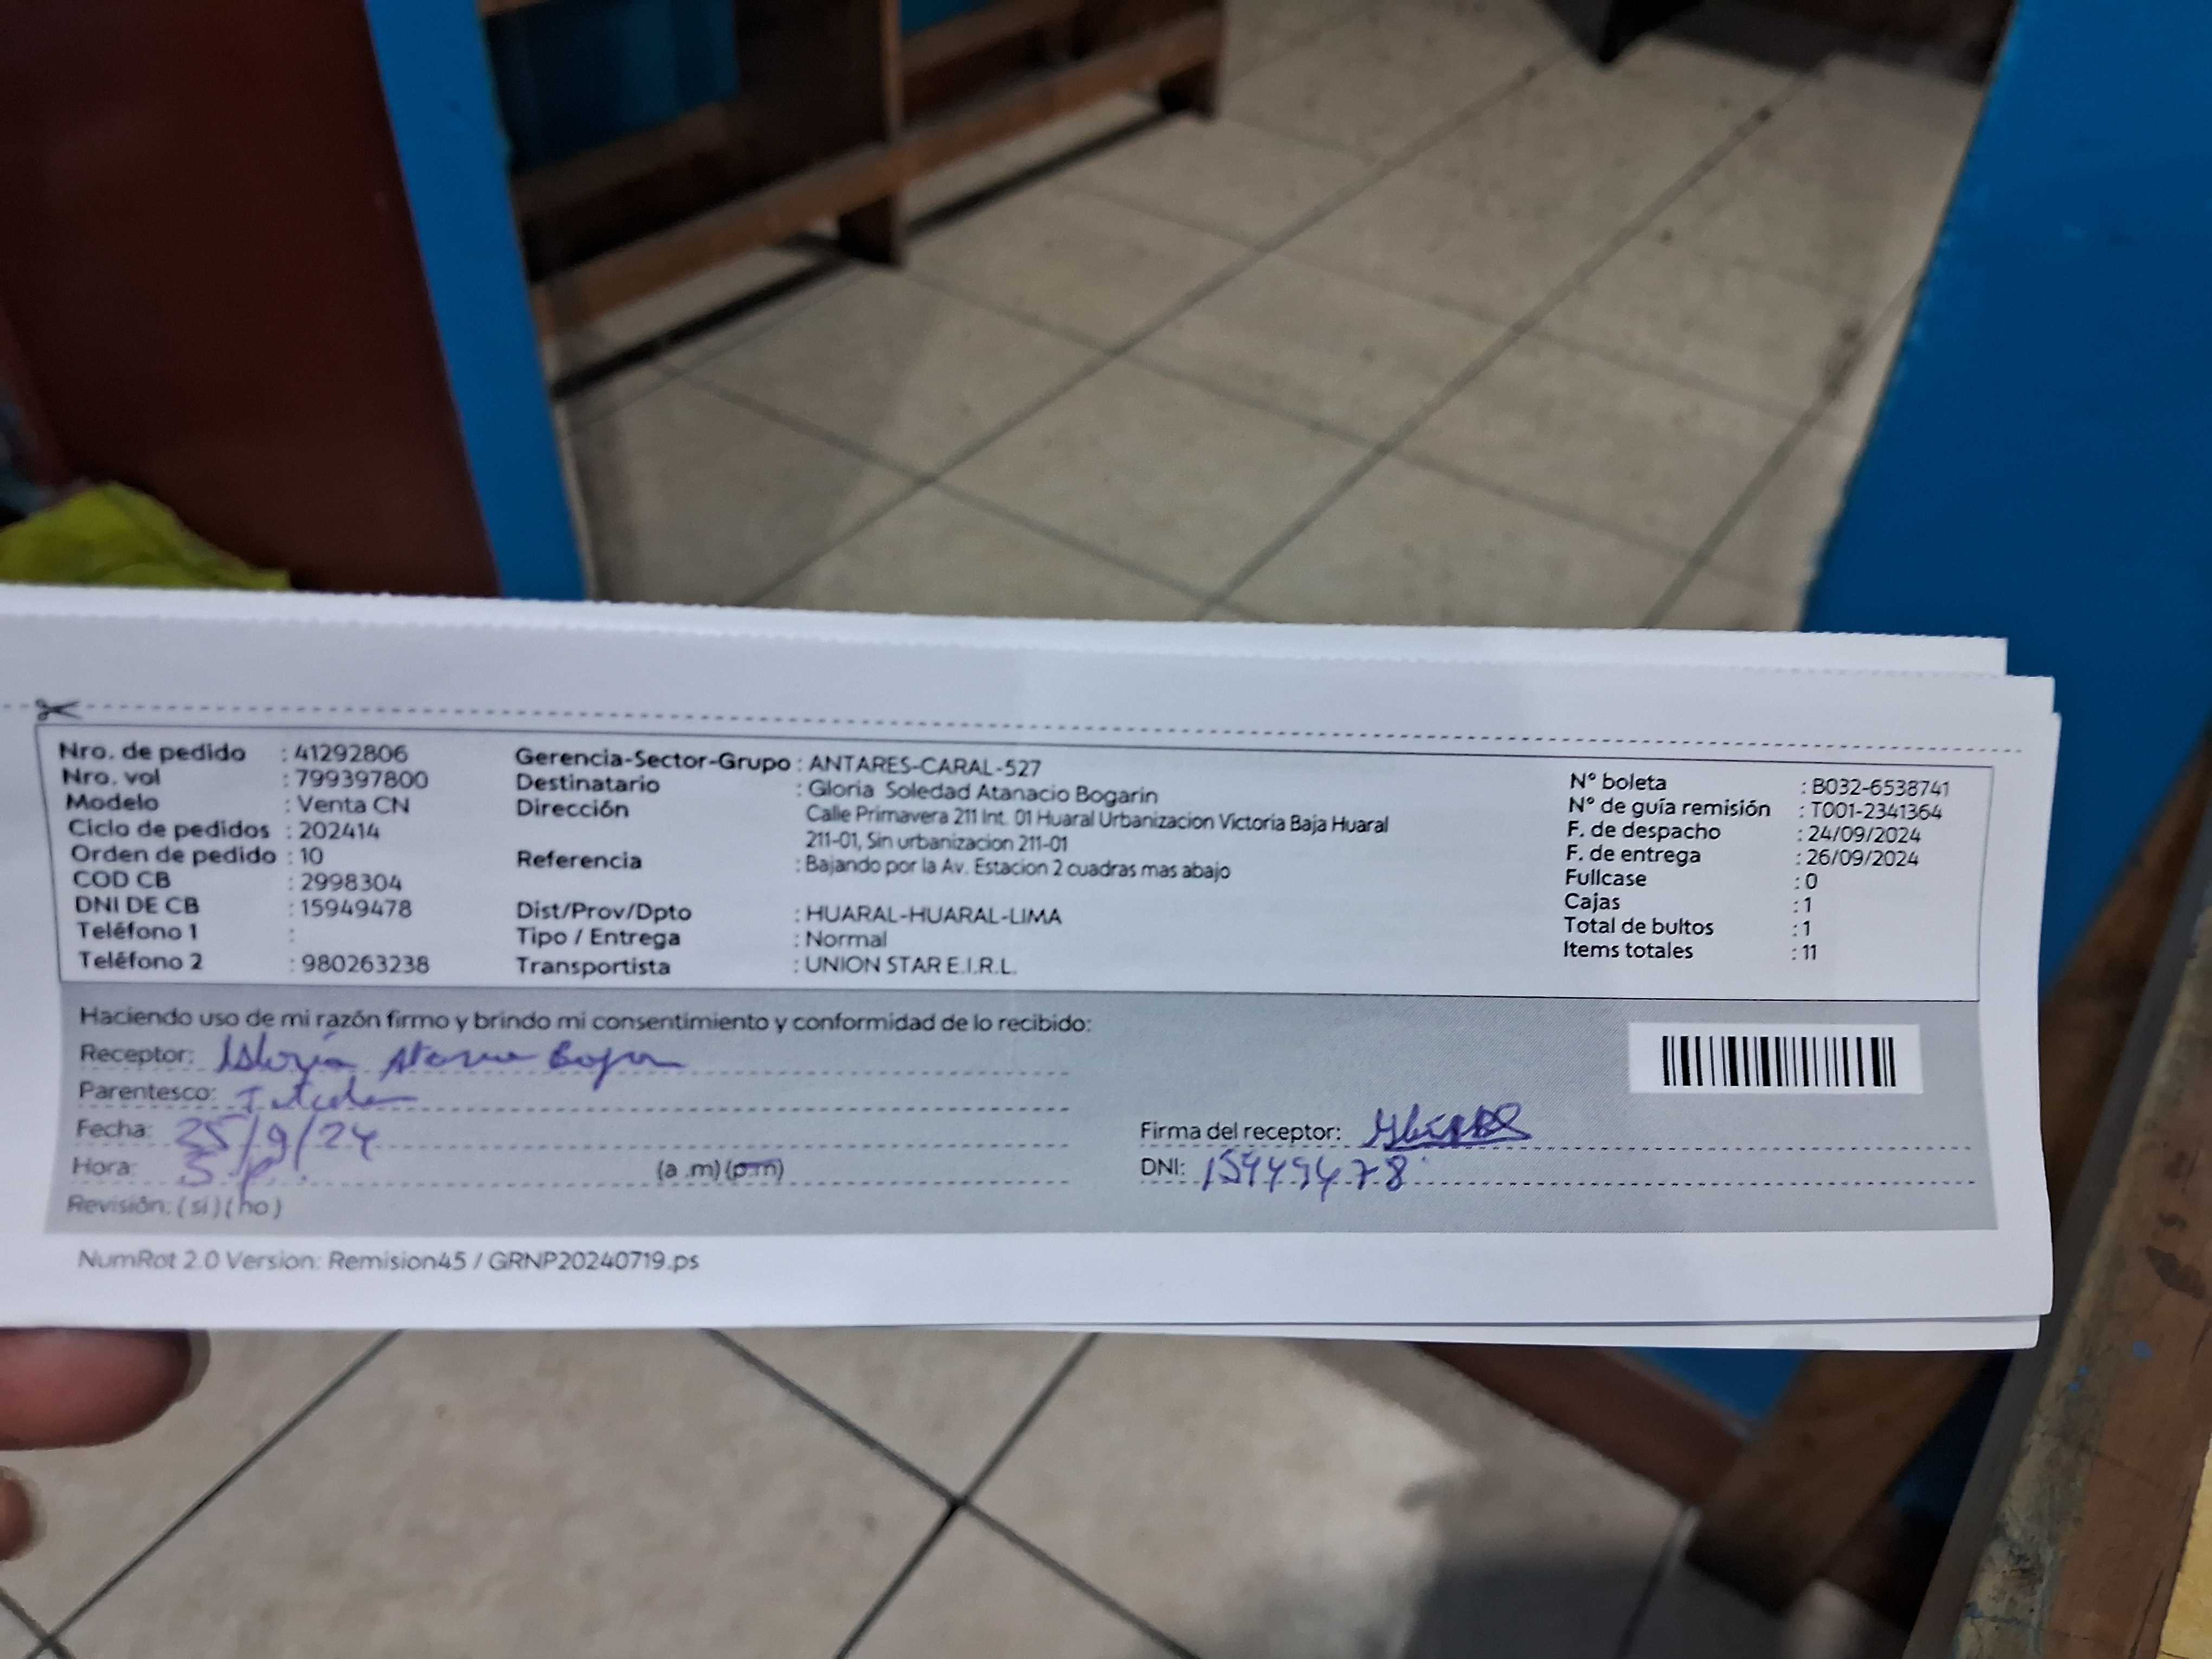 Nro. de pedido : 41292806
Nro. vol : 799397800
Modelo : Venta CN
Ciclo de pedidos : 202414
Orden de pedido : 10
COD CB : 2998304
DNI DE CB : 15949478
Teléfono 1 :
Teléfono 2 : 980263238
Gerencia-Sector-Grupo : ANTARES-CARAL-527
Destinatario : Gloria Soledad Atanacio Bogarin
Dirección Calle Primavera 211 Int. 01 Huaral Urbanizacion Victoria Baja Huaral
211-01, Sin urbanizacion 211-01
Referencia : Bajando por la Av. Estacion 2 cuadras mas abajo
Dist/Prov/Dpto : HUARAL-HUARAL-LIMA
Tipo / Entrega : Normal
Transportista : UNION STAR E.I.R.L.
N° boleta : B032-6538741
N° de guía remisión : T001-2341364
F. de despacho : 24/09/2024
F. de entrega : 26/09/2024
Fullcase : 0
Cajas : 1
Total de bultos : 1
Items totales : 11
Haciendo uso de mi razón firmo y brindo mi consentimiento y conformidad de lo recibido:
Receptor:
Parentesco: Titular
Fecha: 25/9/24
Hora: (a .m) (p.m)
Revisión: ( si ) ( no )
Firma del receptor:
DNI: 15949478
NumRot 2.0 Version: Remision45 / GRNP20240719.ps